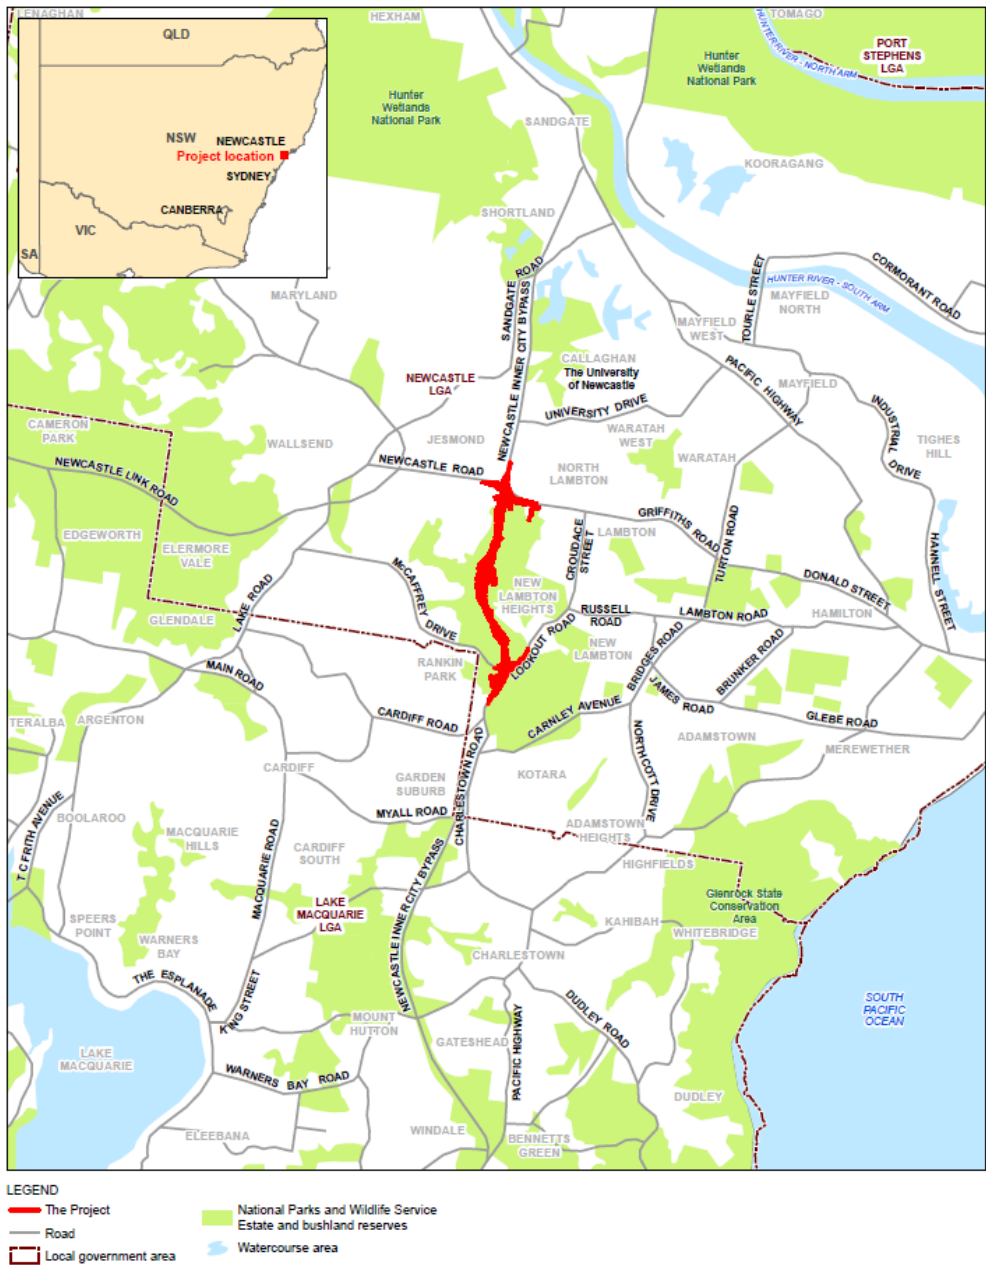 LENAGHAN
HEXHAM
TOMAGO
HUNTER RIVER - NORTH ARM
PORT
STEPHENS
LGA
QLD
NSW
NEWCASTLE
Project location
SYDNEY
CANBERRA
VIC
SA
Hunter
Wetlands
National Park
Hunter
Wetlands
National Park
SANDGATE
KOORAGANG
SHORTLAND
SANDGATE ROAD
NEWCASTLE INNER CITY BYPASS
MARYLAND
TOURLE STREET
CORMORANT ROAD
HUNTER RIVER - SOUTH ARM
MAYFIELD
NORTH
MAYFIELD
WEST
CALLAGHAN
The University
of Newcastle
PACIFIC HIGHWAY
MAYFIELD
NEWCASTLE
LGA
UNIVERSITY DRIVE
INDUSTRIAL DRIVE
CAMERON
PARK
WALLSEND
JESMOND
WARATAH
WEST
WARATAH
TIGHES
HILL
NEWCASTLE LINK ROAD
NEWCASTLE ROAD
NORTH
LAMBTON
GRIFFITHS ROAD
TURTON ROAD
EDGEWORTH
ELERMORE
VALE
CROUDACE
STREET
LAMBTON
HANNELL STREET
McCAFFREY DRIVE
NEW
LAMBTON
HEIGHTS
DONALD STREET
GLENDALE
LAKE ROAD
RUSSELL
ROAD
LAMBTON ROAD
HAMILTON
LOOKOUT ROAD
NEW
LAMBTON
BRIDGES ROAD
BRUNKER ROAD
RANKIN
PARK
MAIN ROAD
JAMES ROAD
TERALBA
ARGENTON
CARDIFF ROAD
CARNLEY AVENUE
GLEBE ROAD
ADAMSTOWN
MEREWETHER
CARDIFF
CHARLESTOWN ROAD
NORTHCOTT DRIVE
GARDEN
SUBURB
KOTARA
T C FRITH AVENUE
BOOLAROO
MYALL ROAD
MACQUARIE
HILLS
MACQUARIE ROAD
CARDIFF
SOUTH
ADAMSTOWN
HEIGHTS
HIGHFIELDS
NEWCASTLE INNER CITY BYPASS
LAKE
MACQUARIE
LGA
Glenrock State
Conservation
Area
SPEERS
POINT
WARNERS
BAY
KAHIBAH
WHITEBRIDGE
CHARLESTOWN
THE ESPLANADE
KING STREET
SOUTH
PACIFIC
OCEAN
MOUNT
HUTTON
DUDLEY ROAD
GATESHEAD
PACIFIC HIGHWAY
LAKE
MACQUARIE
WARNERS BAY ROAD
DUDLEY
ELEEBANA
WINDALE
BENNETTS
GREEN
LEGEND
The Project
Road
Local government area
National Parks and Wildlife Service
Estate and bushland reserves
Watercourse area